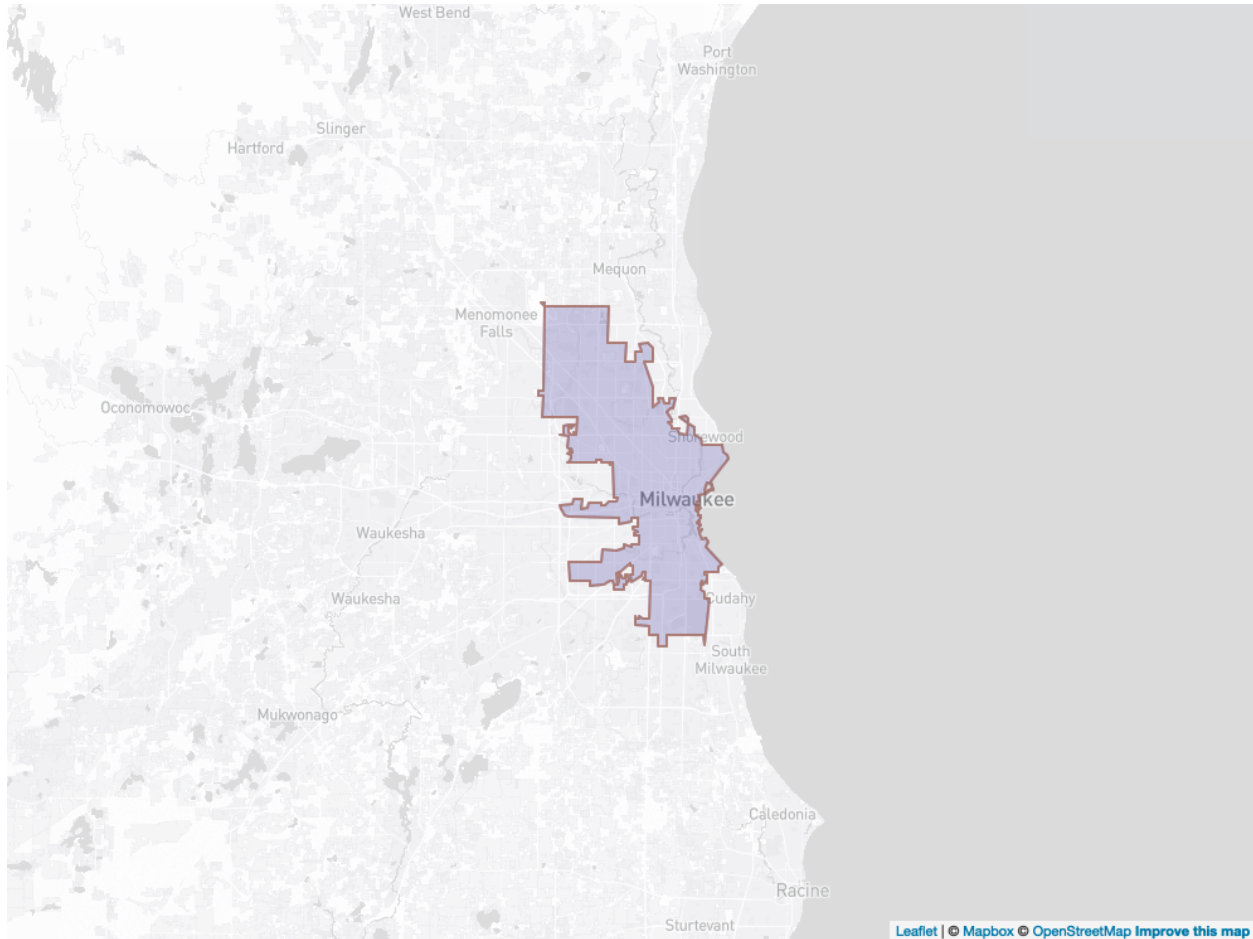 West Bend
Port
Washington
Slinger
Hartford
Mequon
Menomonee
Falls
Oconomowoc
Shorewood
Milwaukee
Waukesha
Waukesha
Cudahy
South
Milwaukee
Mukwonago
Caledonia
Racine
Sturtevant
Leaflet | © Mapbox © OpenStreetMap Improve this map